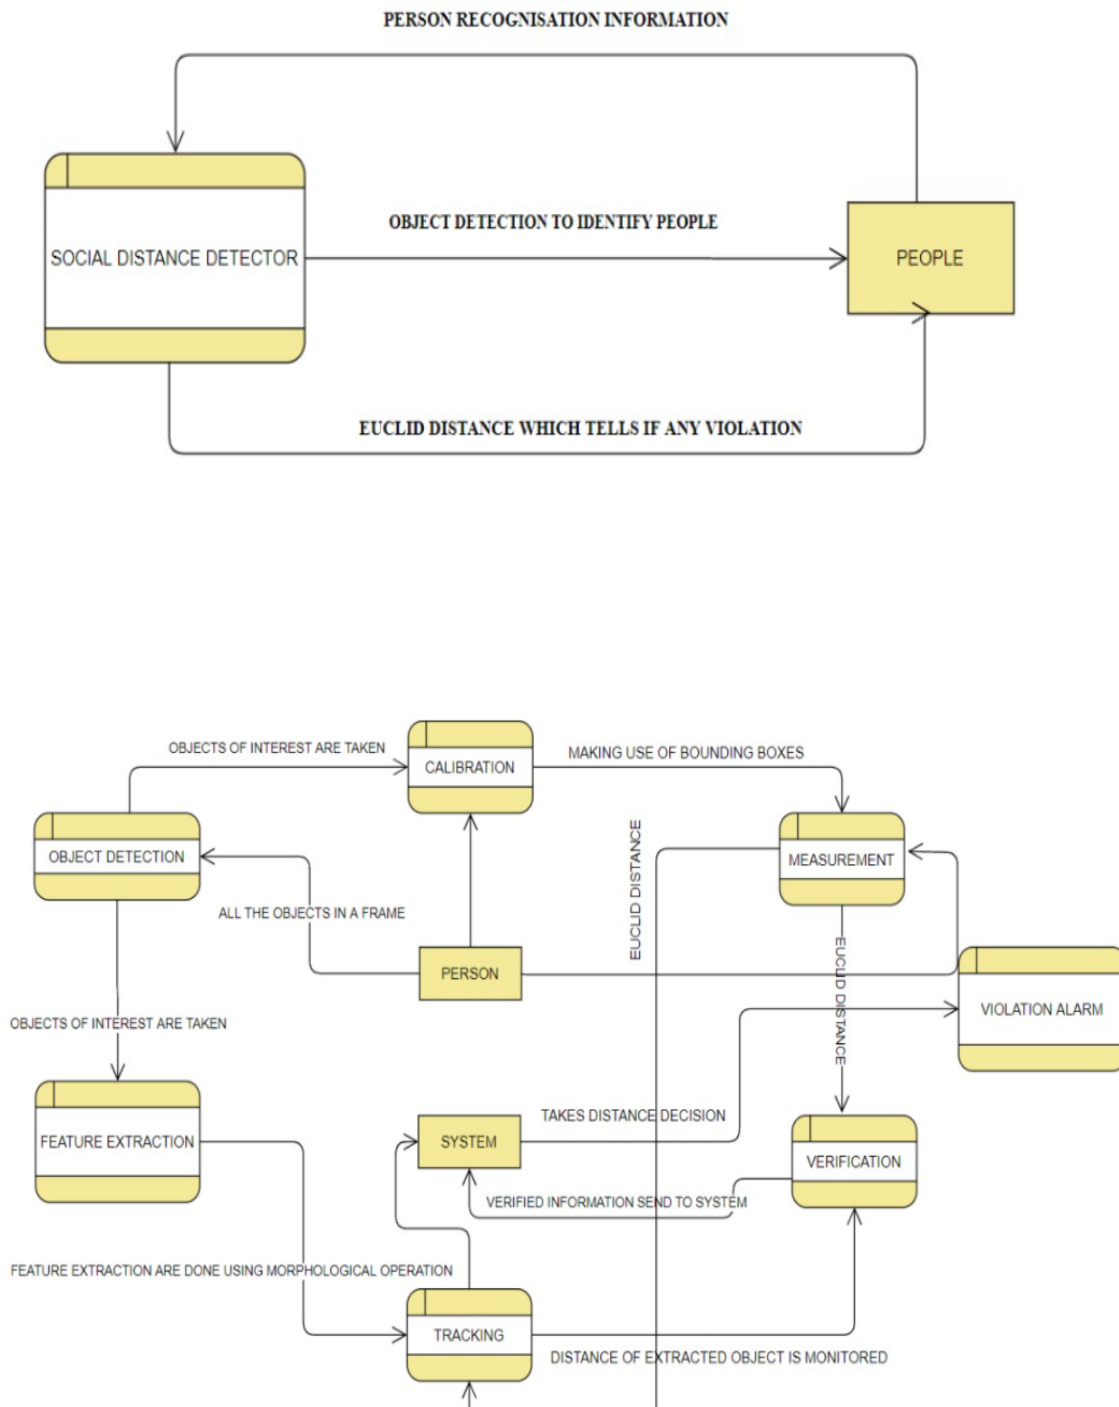 PERSON RECOGNISATION INFORMATION
OBJECT DETECTION TO IDENTIFY PEOPLE
SOCIAL DISTANCE DETECTOR
PEOPLE
EUCLID DISTANCE WHICH TELLS IF ANY VIOLATION
OBJECTS OF INTEREST ARE TAKEN
CALIBRATION
MAKING USE OF BOUNDING BOXES
OBJECT DETECTION
EUCLID DISTANCE
MEASUREMENT
ALL THE OBJECTS IN A FRAME
PERSON
EUCLID DISTANCE
VIOLATION ALARM
OBJECTS OF INTEREST ARE TAKEN
FEATURE EXTRACTION
SYSTEM
TAKES DISTANCE DECISION
VERIFICATION
VERIFIED INFORMATION SEND TO SYSTEM
FEATURE EXTRACTION ARE DONE USING MORPHOLOGICAL OPERATION
TRACKING
DISTANCE OF EXTRACTED OBJECT IS MONITORED